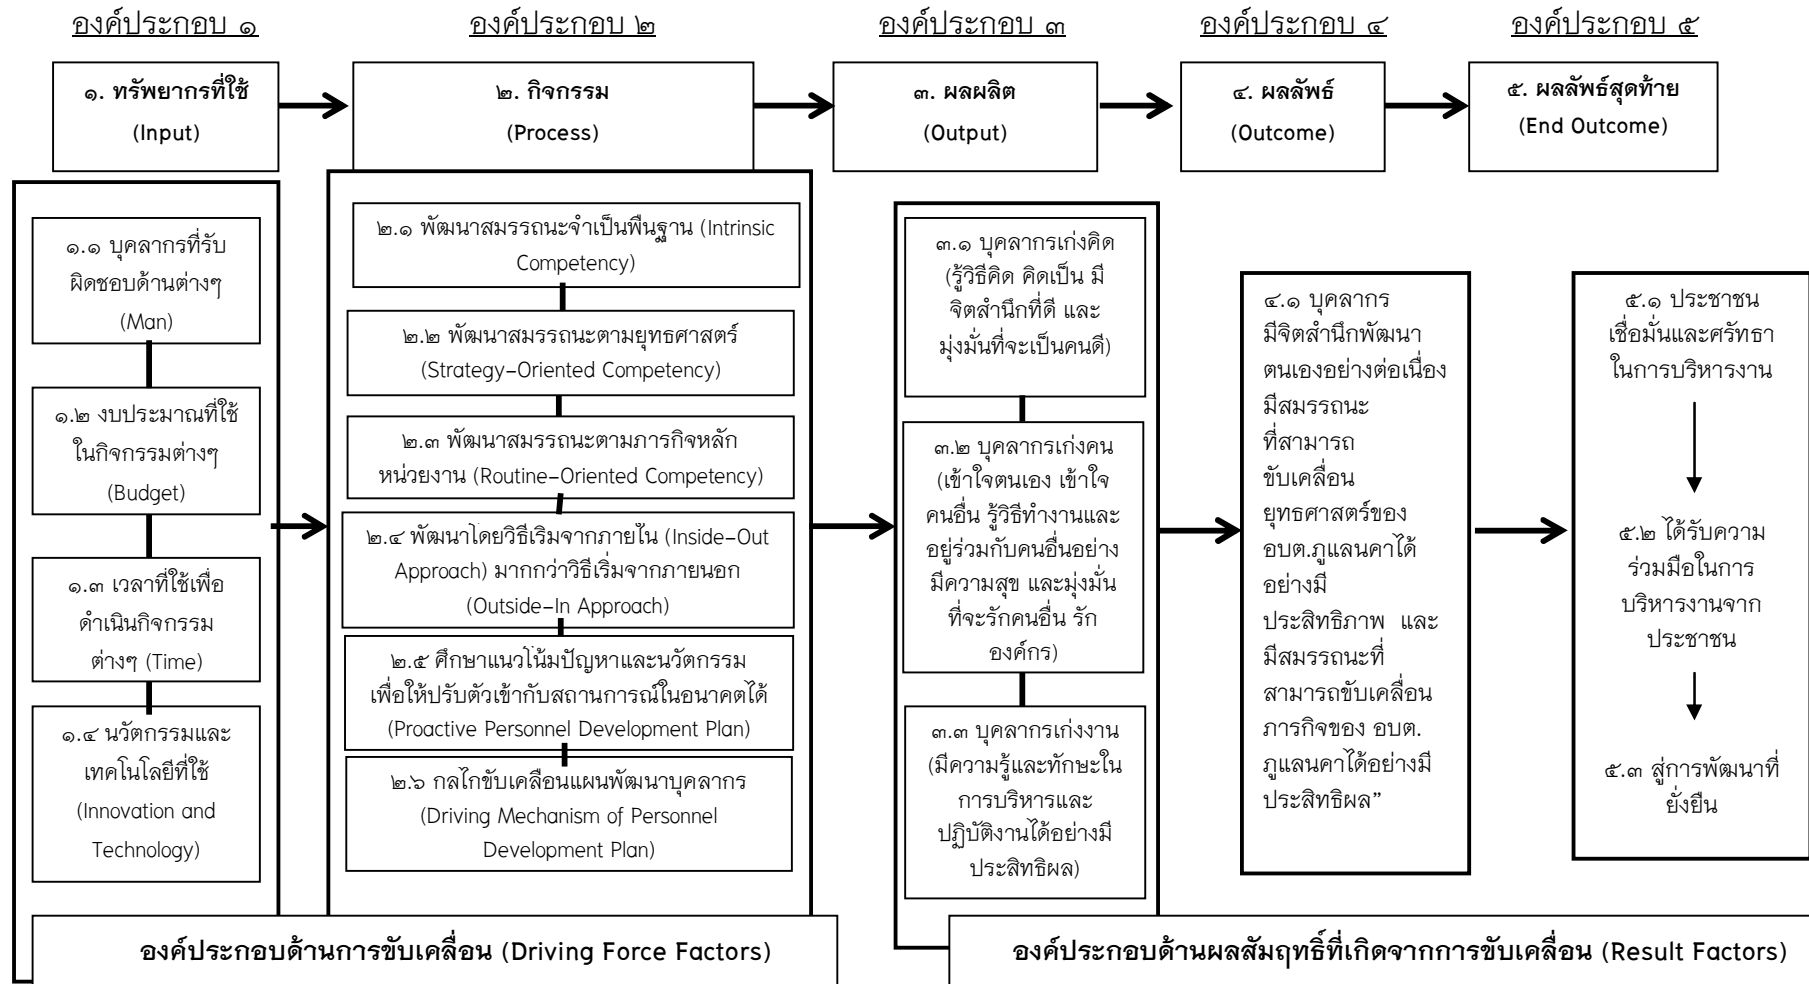 องค์ประกอบ ๑
องค์ประกอบ ๒
องค์ประกอบ ๓
องค์ประกอบ ๔
องค์ประกอบ ๕
๑. ทรัพยากรที่ใช้
(Input)
๒. กิจกรรม
(Process)
๓. ผลผลิต
(Output)
๔. ผลลัพธ์
(Outcome)
๕. ผลลัพธ์สุดท้าย
(End Outcome)
๑.๑ บุคลากรที่รับ
ผิดชอบด้านต่างๆ
(Man)
๑.๒ งบประมาณที่ใช้
ในกิจกรรมต่างๆ
(Budget)
๑.๓ เวลาที่ใช้เพื่อ
ดำเนินกิจกรรม
ต่างๆ (Time)
๑.๔ นวัตกรรมและ
เทคโนโลยีที่ใช้
(Innovation and
Technology)
๒.๑ พัฒนาสมรรถนะจำเป็นพื้นฐาน (Intrinsic
Competency)
๒.๒ พัฒนาสมรรถนะตามยุทธศาสตร์
(Strategy-Oriented Competency)
๒.๓ พัฒนาสมรรถนะตามภารกิจหลัก
หน่วยงาน (Routine-Oriented Competency)
๒.๔ พัฒนาโดยวิธีเริ่มจากภายใน (Inside-Out
Approach) มากกว่าวิธีเริ่มจากภายนอก
(Outside-In Approach)
๒.๕ ศึกษาแนวโน้มปัญหาและนวัตกรรม
เพื่อให้ปรับตัวเข้ากับสถานการณ์ในอนาคตได้
(Proactive Personnel Development Plan)
๒.๖ กลไกขับเคลื่อนแผนพัฒนาบุคลากร
(Driving Mechanism of Personnel
Development Plan)
๓.๑ บุคลากรเก่งคิด
(รู้วิธีคิด คิดเป็น มี
จิตสำนึกที่ดี และ
มุ่งมั่นที่จะเป็นคนดี)
๓.๒ บุคลากรเก่งคน
(เข้าใจตนเอง เข้าใจ
คนอื่น รู้วิธีทำงานและ
อยู่ร่วมกับคนอื่นอย่าง
มีความสุข และมุ่งมั่น
ที่จะรักคนอื่น รัก
องค์กร)
๓.๓ บุคลากรเก่งงาน
(มีความรู้และทักษะใน
การบริหารและ
ปฏิบัติงานได้อย่างมี
ประสิทธิผล)
๔.๑ บุคลากร
มีจิตสำนึกพัฒนา
ตนเองอย่างต่อเนื่อง
มีสมรรถนะ
ที่สามารถ
ขับเคลื่อน
ยุทธศาสตร์ของ
อบต.ภูแลนคาได้
อย่างมี
ประสิทธิภาพ และ
มีสมรรถนะที่
สามารถขับเคลื่อน
ภารกิจของ อบต.
ภูแลนคาได้อย่างมี
ประสิทธิผล”
๕.๑ ประชาชน
เชื่อมั่นและศรัทธา
ในการบริหารงาน
๕.๒ ได้รับความ
ร่วมมือในการ
บริหารงานจาก
ประชาชน
๕.๓ สู่การพัฒนาที่
ยั่งยืน
องค์ประกอบด้านการขับเคลื่อน (Driving Force Factors)
องค์ประกอบด้านผลสัมฤทธิ์ที่เกิดจากการขับเคลื่อน (Result Factors)